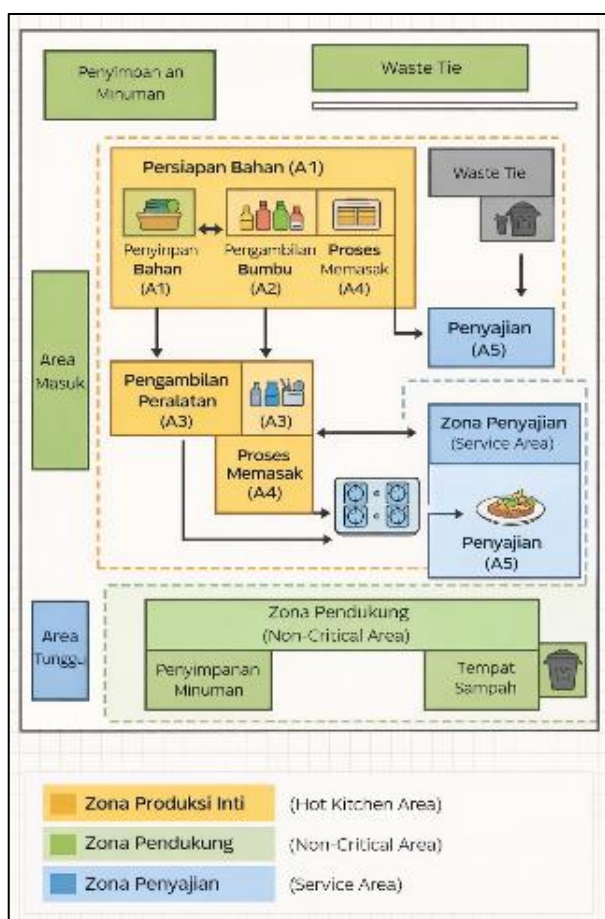 Penyimpan an
Minuman
Waste Tie
Persiapan Bahan (A1)
Waste Tie
Penyinpan
Bahan
(A1)
Pengambilan
Bumbu
(A2)
Proses
Memasak
(A4)
Penyajian
(A5)
Area
Masuk
Pengambilan
Peralatan
(A3)
(A3)
Zona Penyajian
(Service Area)
Proses
Memasak
(A4)
Penyajian
(A5)
Area
Tunggu
Zona Pendukung
(Non-Critical Area)
Penyimpanan
Minuman
Tempat
Sampah
Zona Produksi Inti (Hot Kitchen Area)
Zona Pendukung (Non-Critical Area)
Zona Penyajian (Service Area)